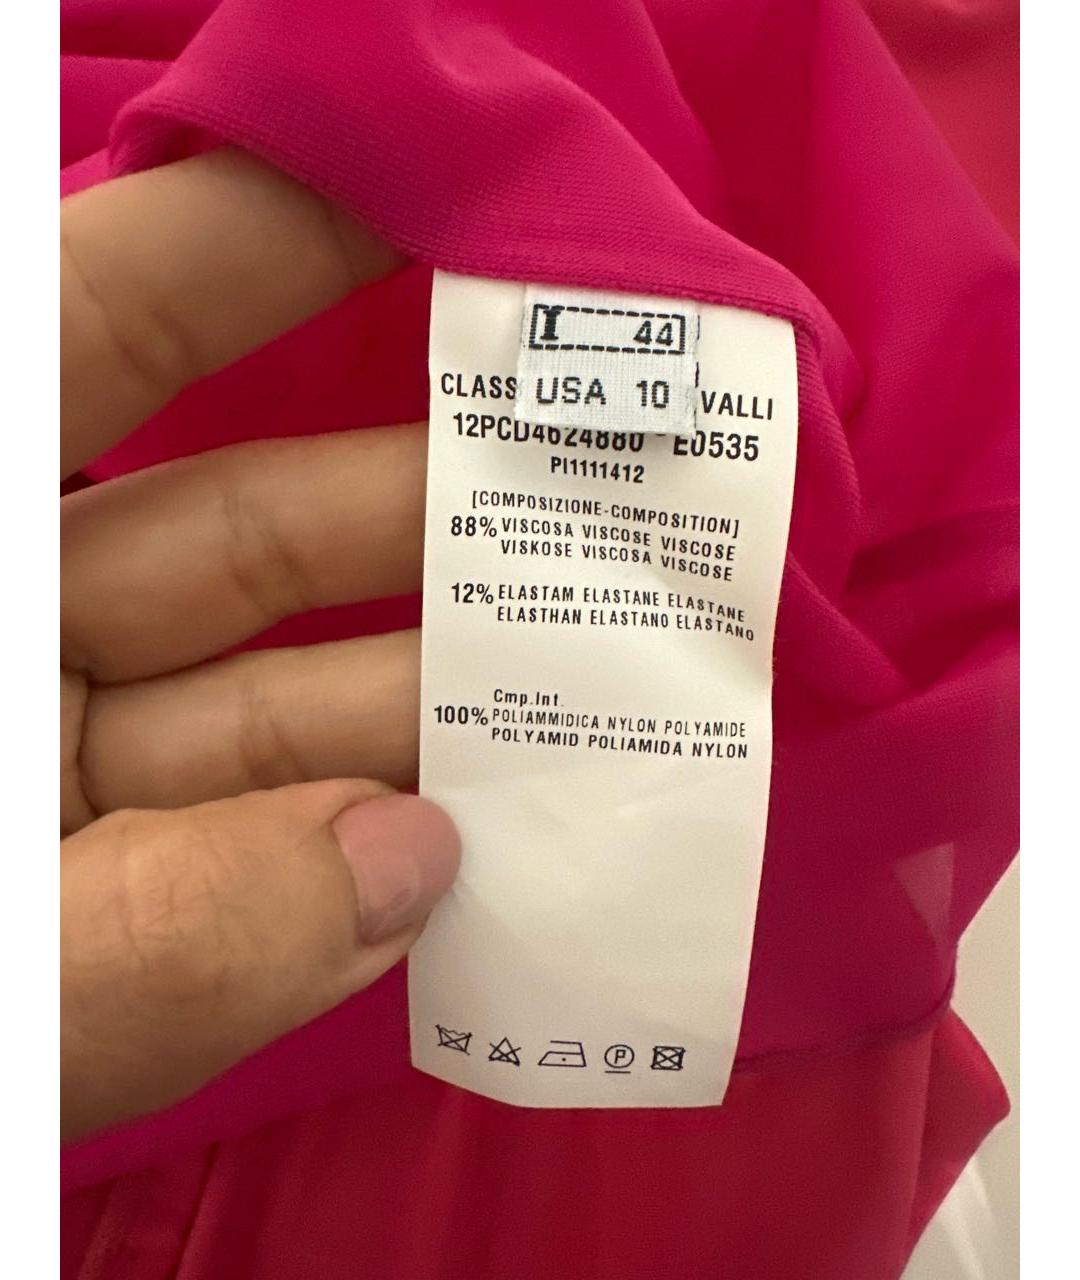 I 44
USA 10
CLASS VALLI
12PCD4624880 E0535
PI1111412
[COMPOSIZIONE-COMPOSITION]
88% VISCOSA VISCOSE VISCOSE
VISKOSE VISCOSA VISCOSE
12% ELASTAM ELASTANE ELASTANE
ELASTHAN ELASTANO ELASTANO
Cmp.Int.
100% POLIAMMIDICA NYLON POLYAMIDE
POLYAMID POLIAMIDA NYLON
P